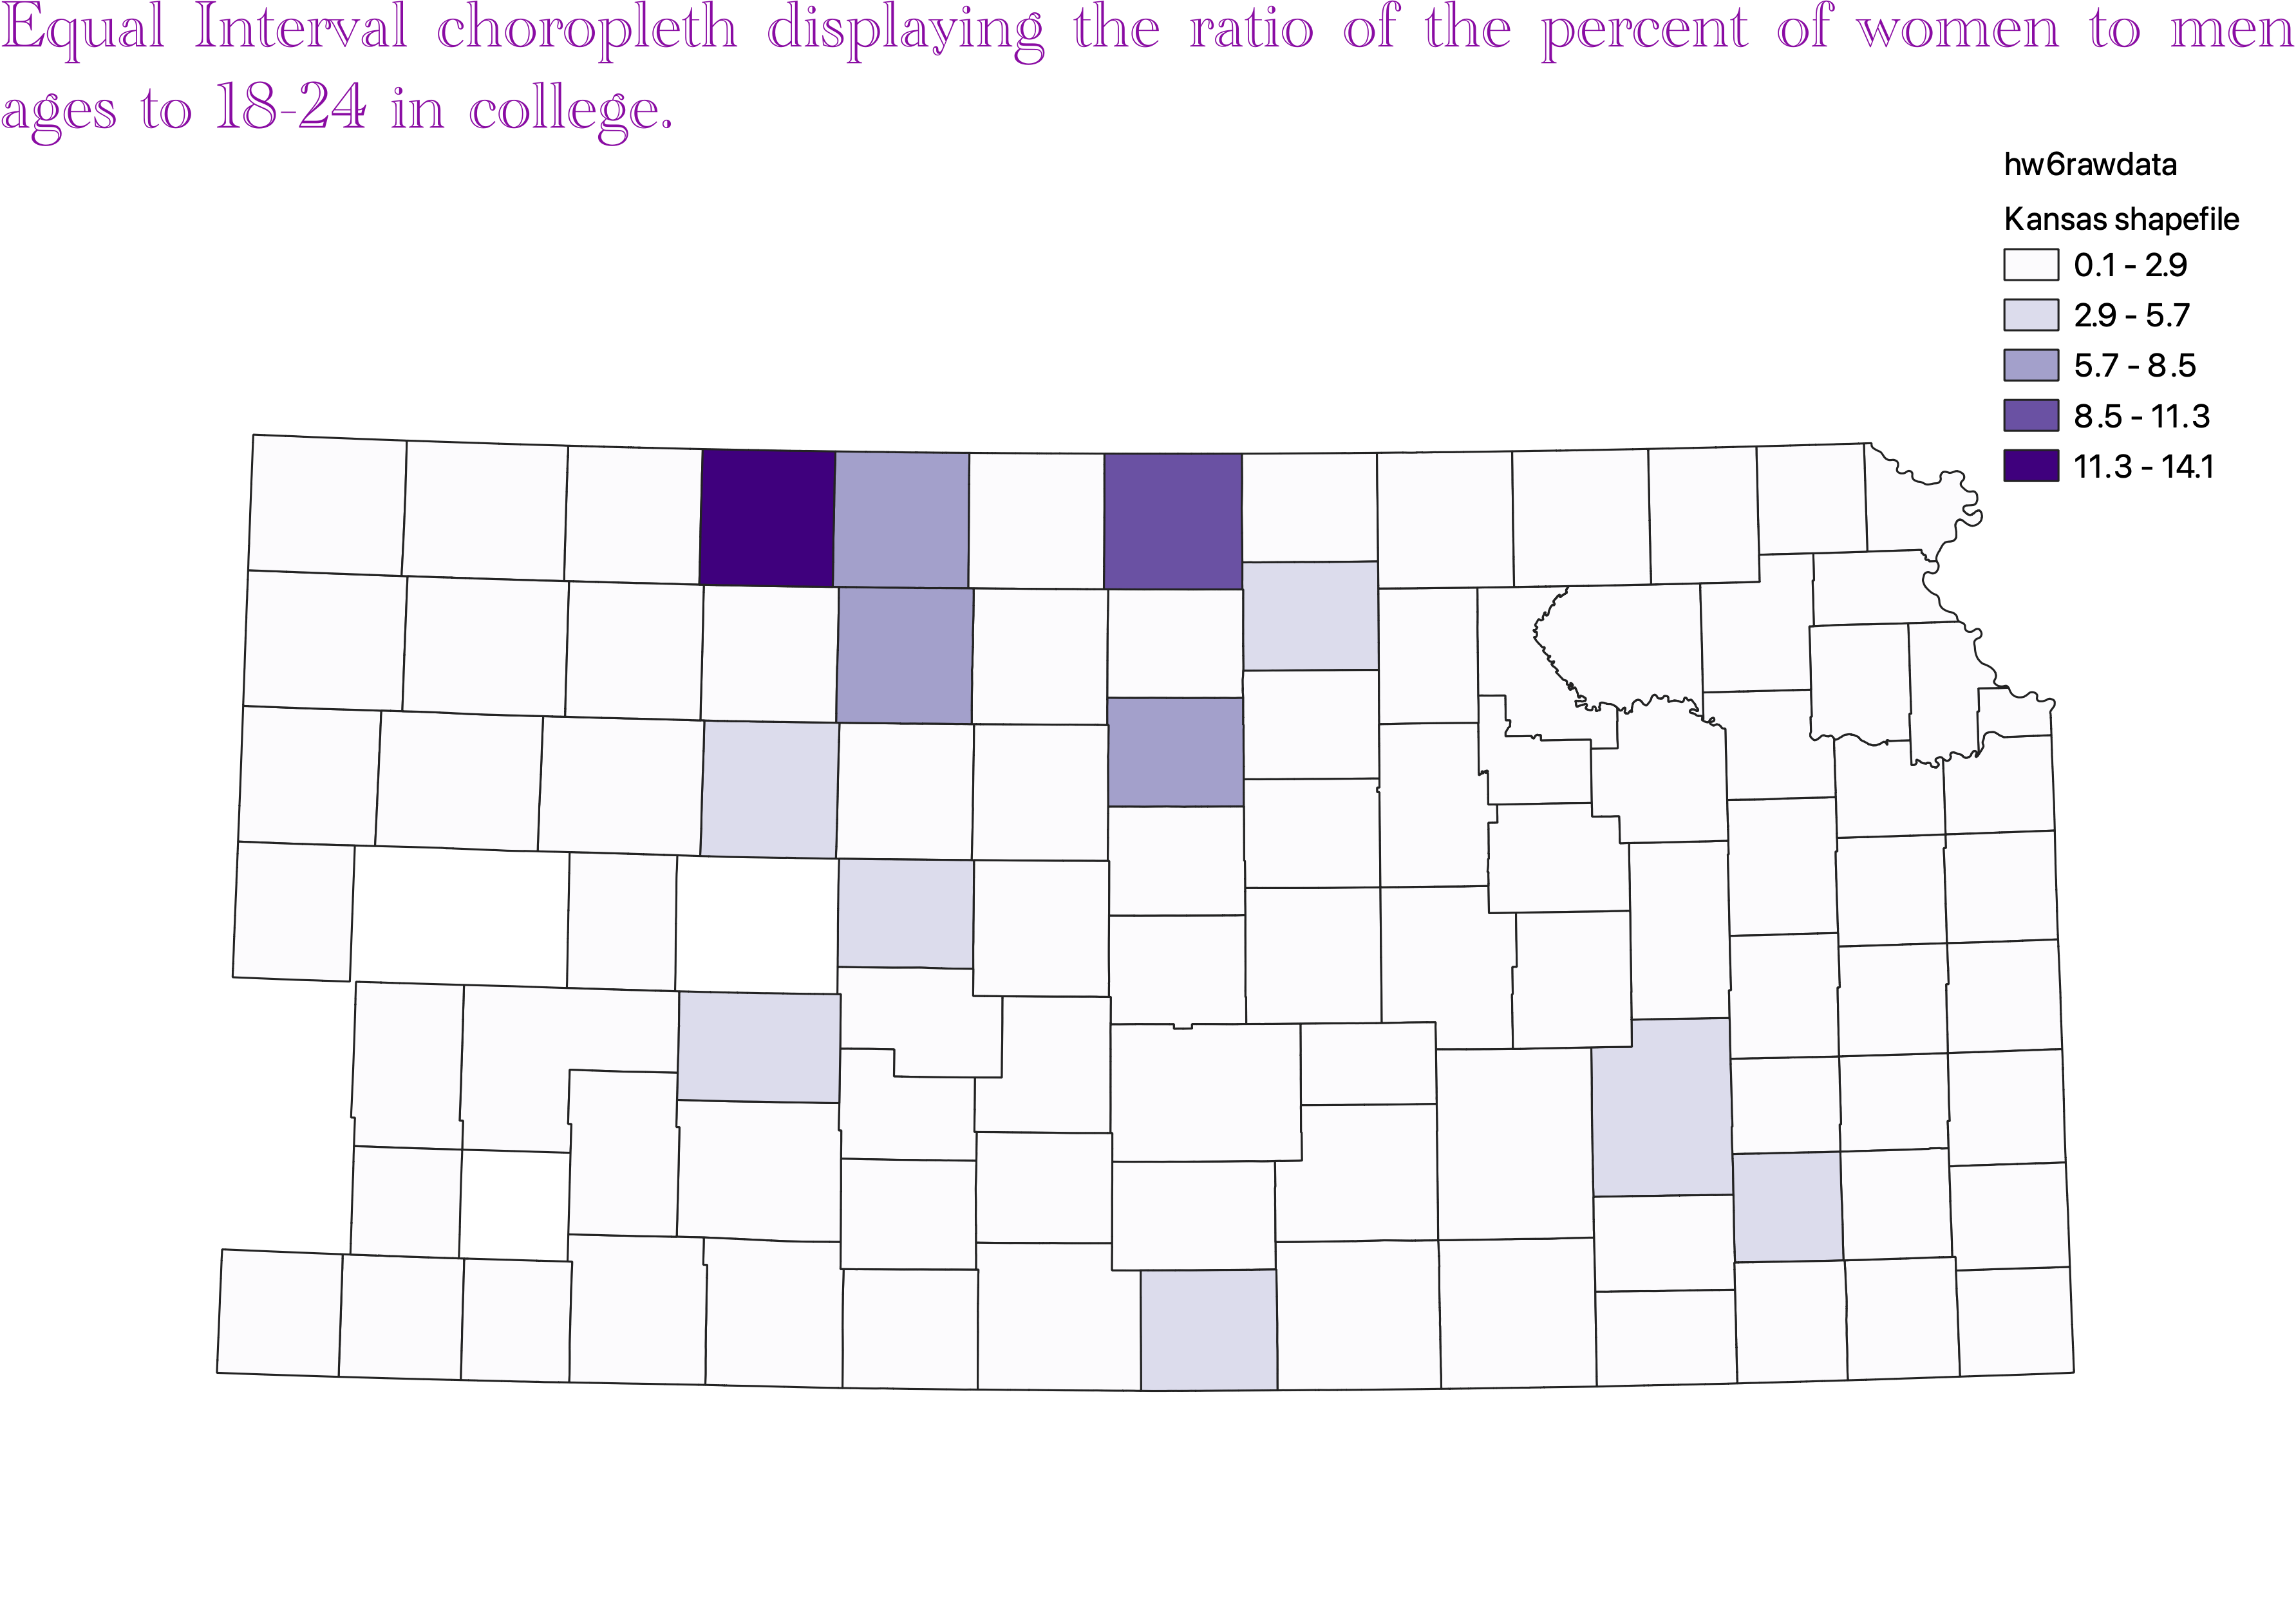 Equal Interval choropleth displaying the ratio of the percent of women to men
ages to 18-24 in college.
hw6rawdata
Kansas shapefile
0.1 - 2.9
2.9 - 5.7
5.7 - 8.5
8.5 - 11.3
11.3 - 14.1